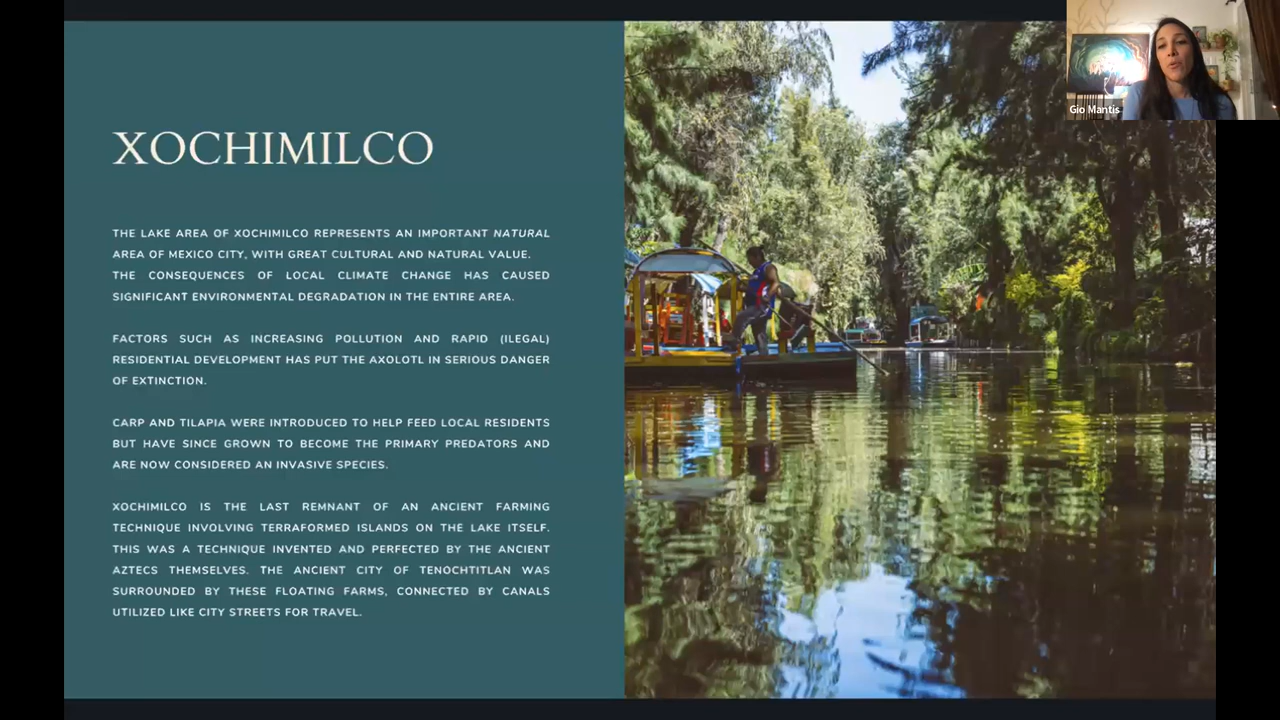 XOCHIMILCO
THE LAKE AREA OF XOCHIMILCO REPRESENTS AN IMPORTANT NATURAL
AREA OF MEXICO CITY, WITH GREAT CULTURAL AND NATURAL VALUE.
THE CONSEQUENCES OF LOCAL CLIMATE CHANGE HAS CAUSED
SIGNIFICANT ENVIRONMENTAL DEGRADATION IN THE ENTIRE AREA.
FACTORS SUCH AS INCREASING POLLUTION AND RAPID (ILEGAL)
RESIDENTIAL DEVELOPMENT HAS PUT THE AXOLOTL IN SERIOUS DANGER
OF EXTINCTION.
CARP AND TILAPIA WERE INTRODUCED TO HELP FEED LOCAL RESIDENTS
BUT HAVE SINCE GROWN TO BECOME THE PRIMARY PREDATORS AND
ARE NOW CONSIDERED AN INVASIVE SPECIES.
XOCHIMILCO IS THE LAST REMNANT OF AN ANCIENT FARMING
TECHNIQUE INVOLVING TERRAFORMED ISLANDS ON THE LAKE ITSELF.
THIS WAS A TECHNIQUE INVENTED AND PERFECTED BY THE ANCIENT
AZTECS THEMSELVES. THE ANCIENT CITY OF TENOCHTITLAN WAS
SURROUNDED BY THESE FLOATING FARMS, CONNECTED BY CANALS
UTILIZED LIKE CITY STREETS FOR TRAVEL.
Gio Mantis